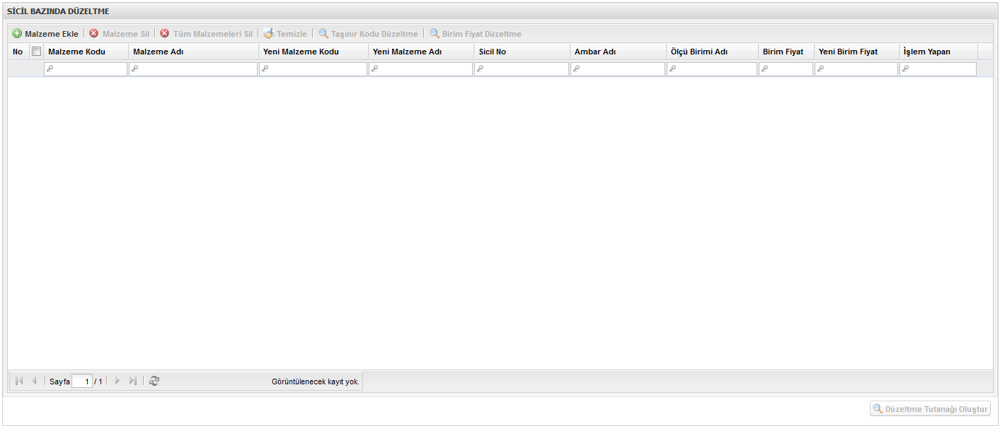 SİCİL BAZINDA DÜZELTME
Malzeme Ekle Malzeme Sil Tüm Malzemeleri Sil Temizle Taşınır Kodu Düzeltme Birim Fiyat Düzeltme
No Malzeme Kodu Malzeme Adı Yeni Malzeme Kodu Yeni Malzeme Adı Sicil No Ambar Adı Ölçü Birimi Adı Birim Fiyat Yeni Birim Fiyat İşlem Yapan
Sayfa 1 / 1 Görüntülenecek kayıt yok.
Düzeltme Tutanağı Oluştur